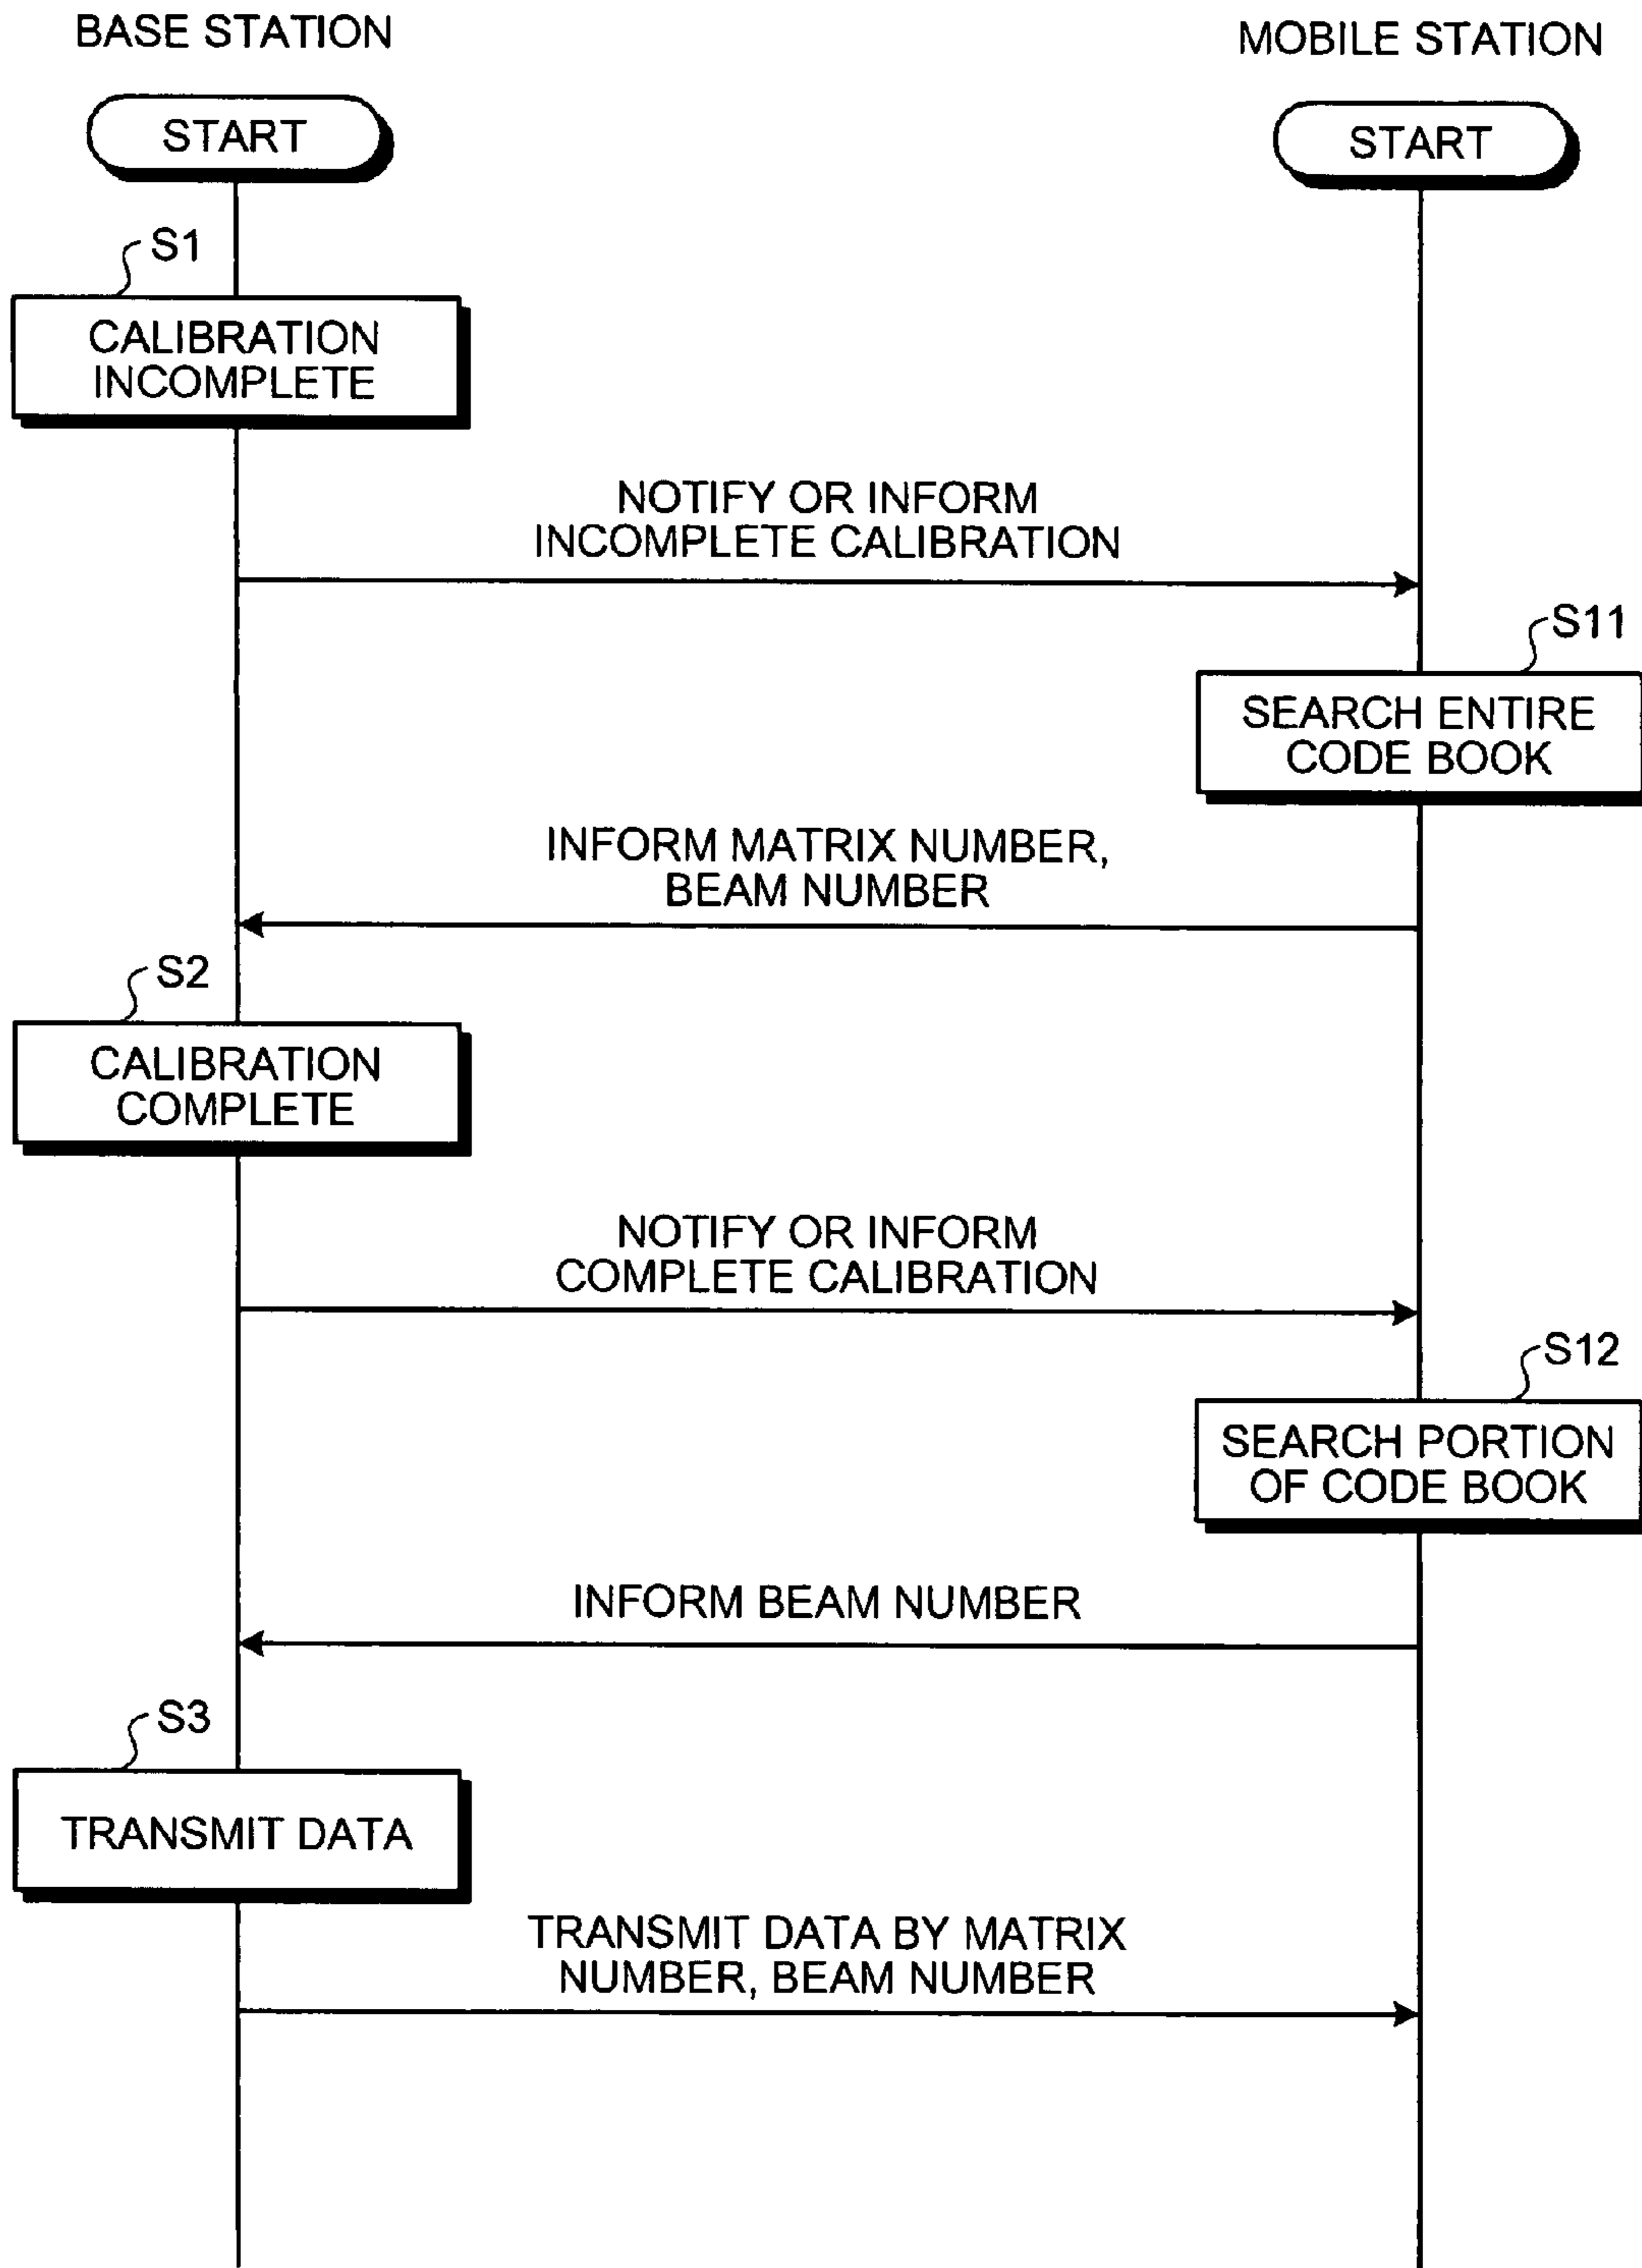 BASE STATION
MOBILE STATION
START
START
S1
CALIBRATION
INCOMPLETE
NOTIFY OR INFORM
INCOMPLETE CALIBRATION
S11
SEARCH ENTIRE
CODE BOOK
INFORM MATRIX NUMBER,
BEAM NUMBER
S2
CALIBRATION
COMPLETE
NOTIFY OR INFORM
COMPLETE CALIBRATION
S12
SEARCH PORTION
OF CODE BOOK
INFORM BEAM NUMBER
S3
TRANSMIT DATA
TRANSMIT DATA BY MATRIX
NUMBER, BEAM NUMBER